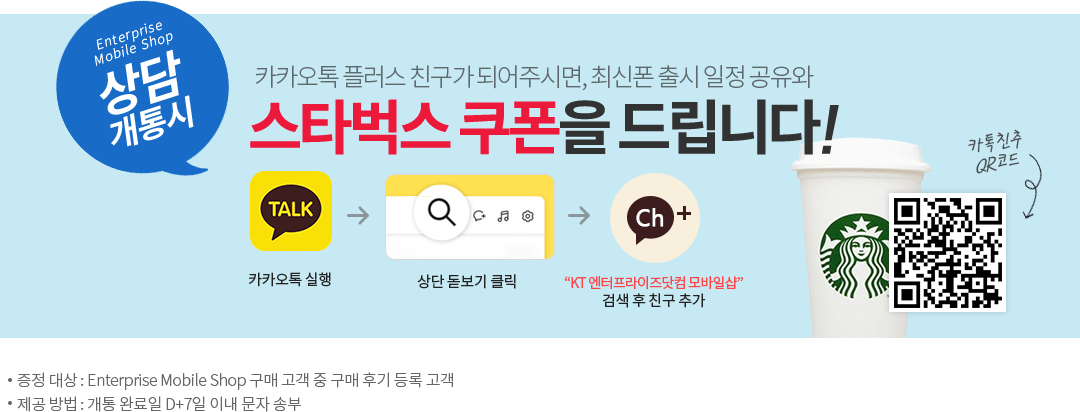 Enterprise
Mobile Shop
상담
개통시
카카오톡 플러스 친구가 되어주시면, 최신폰 출시 일정 공유와
스타벅스 쿠폰을 드립니다!
카톡친추
QR코드
TALK
Ch+
카카오톡 실행
상단 돋보기 클릭
“KT 엔터프라이즈닷컴 모바일샵”
검색 후 친구 추가
• 증정 대상 : Enterprise Mobile Shop 구매 고객 중 구매 후기 등록 고객
• 제공 방법 : 개통 완료일 D+7일 이내 문자 송부